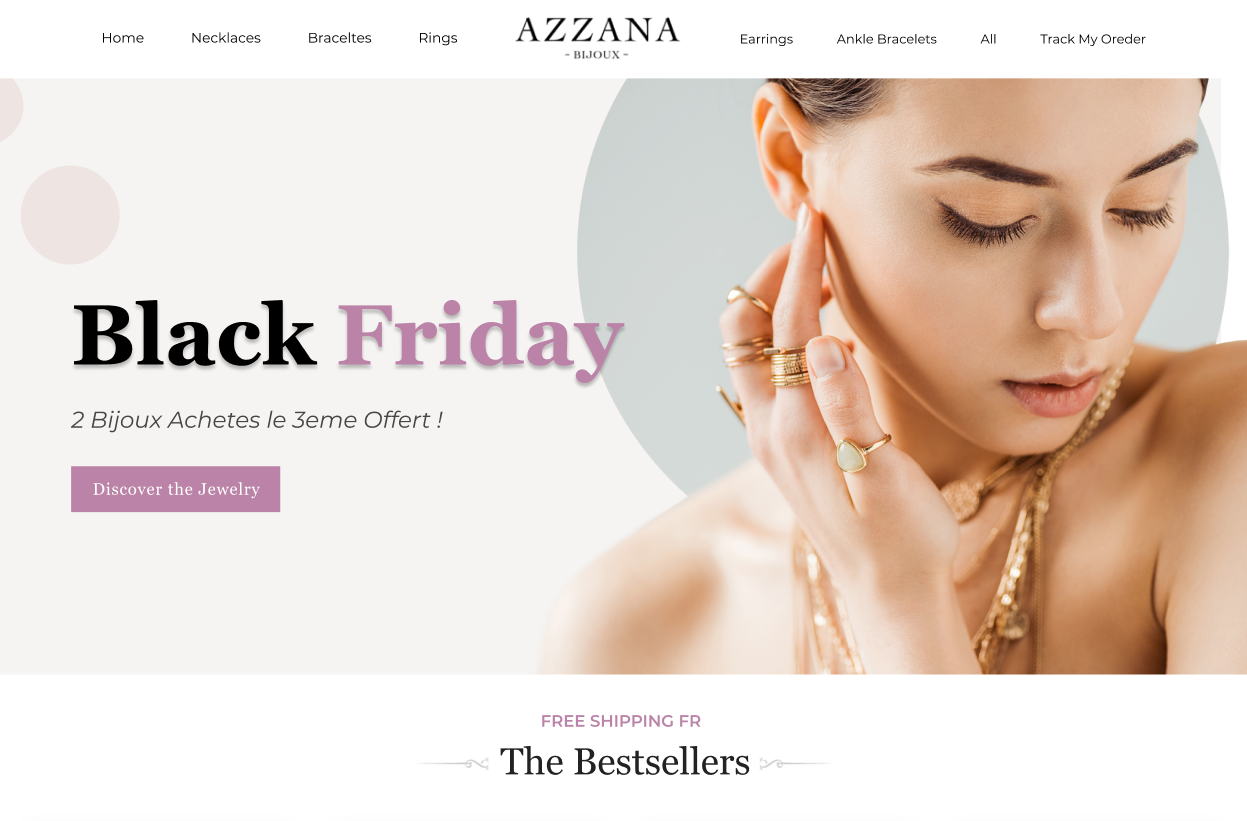 Home Necklaces Braceltes Rings AZZANA Earrings Ankle Bracelets All Track My Oreder
- BIJOUX -
Black Friday
2 Bijoux Achetes le 3eme Offert !
Discover the Jewelry
FREE SHIPPING FR
The Bestsellers